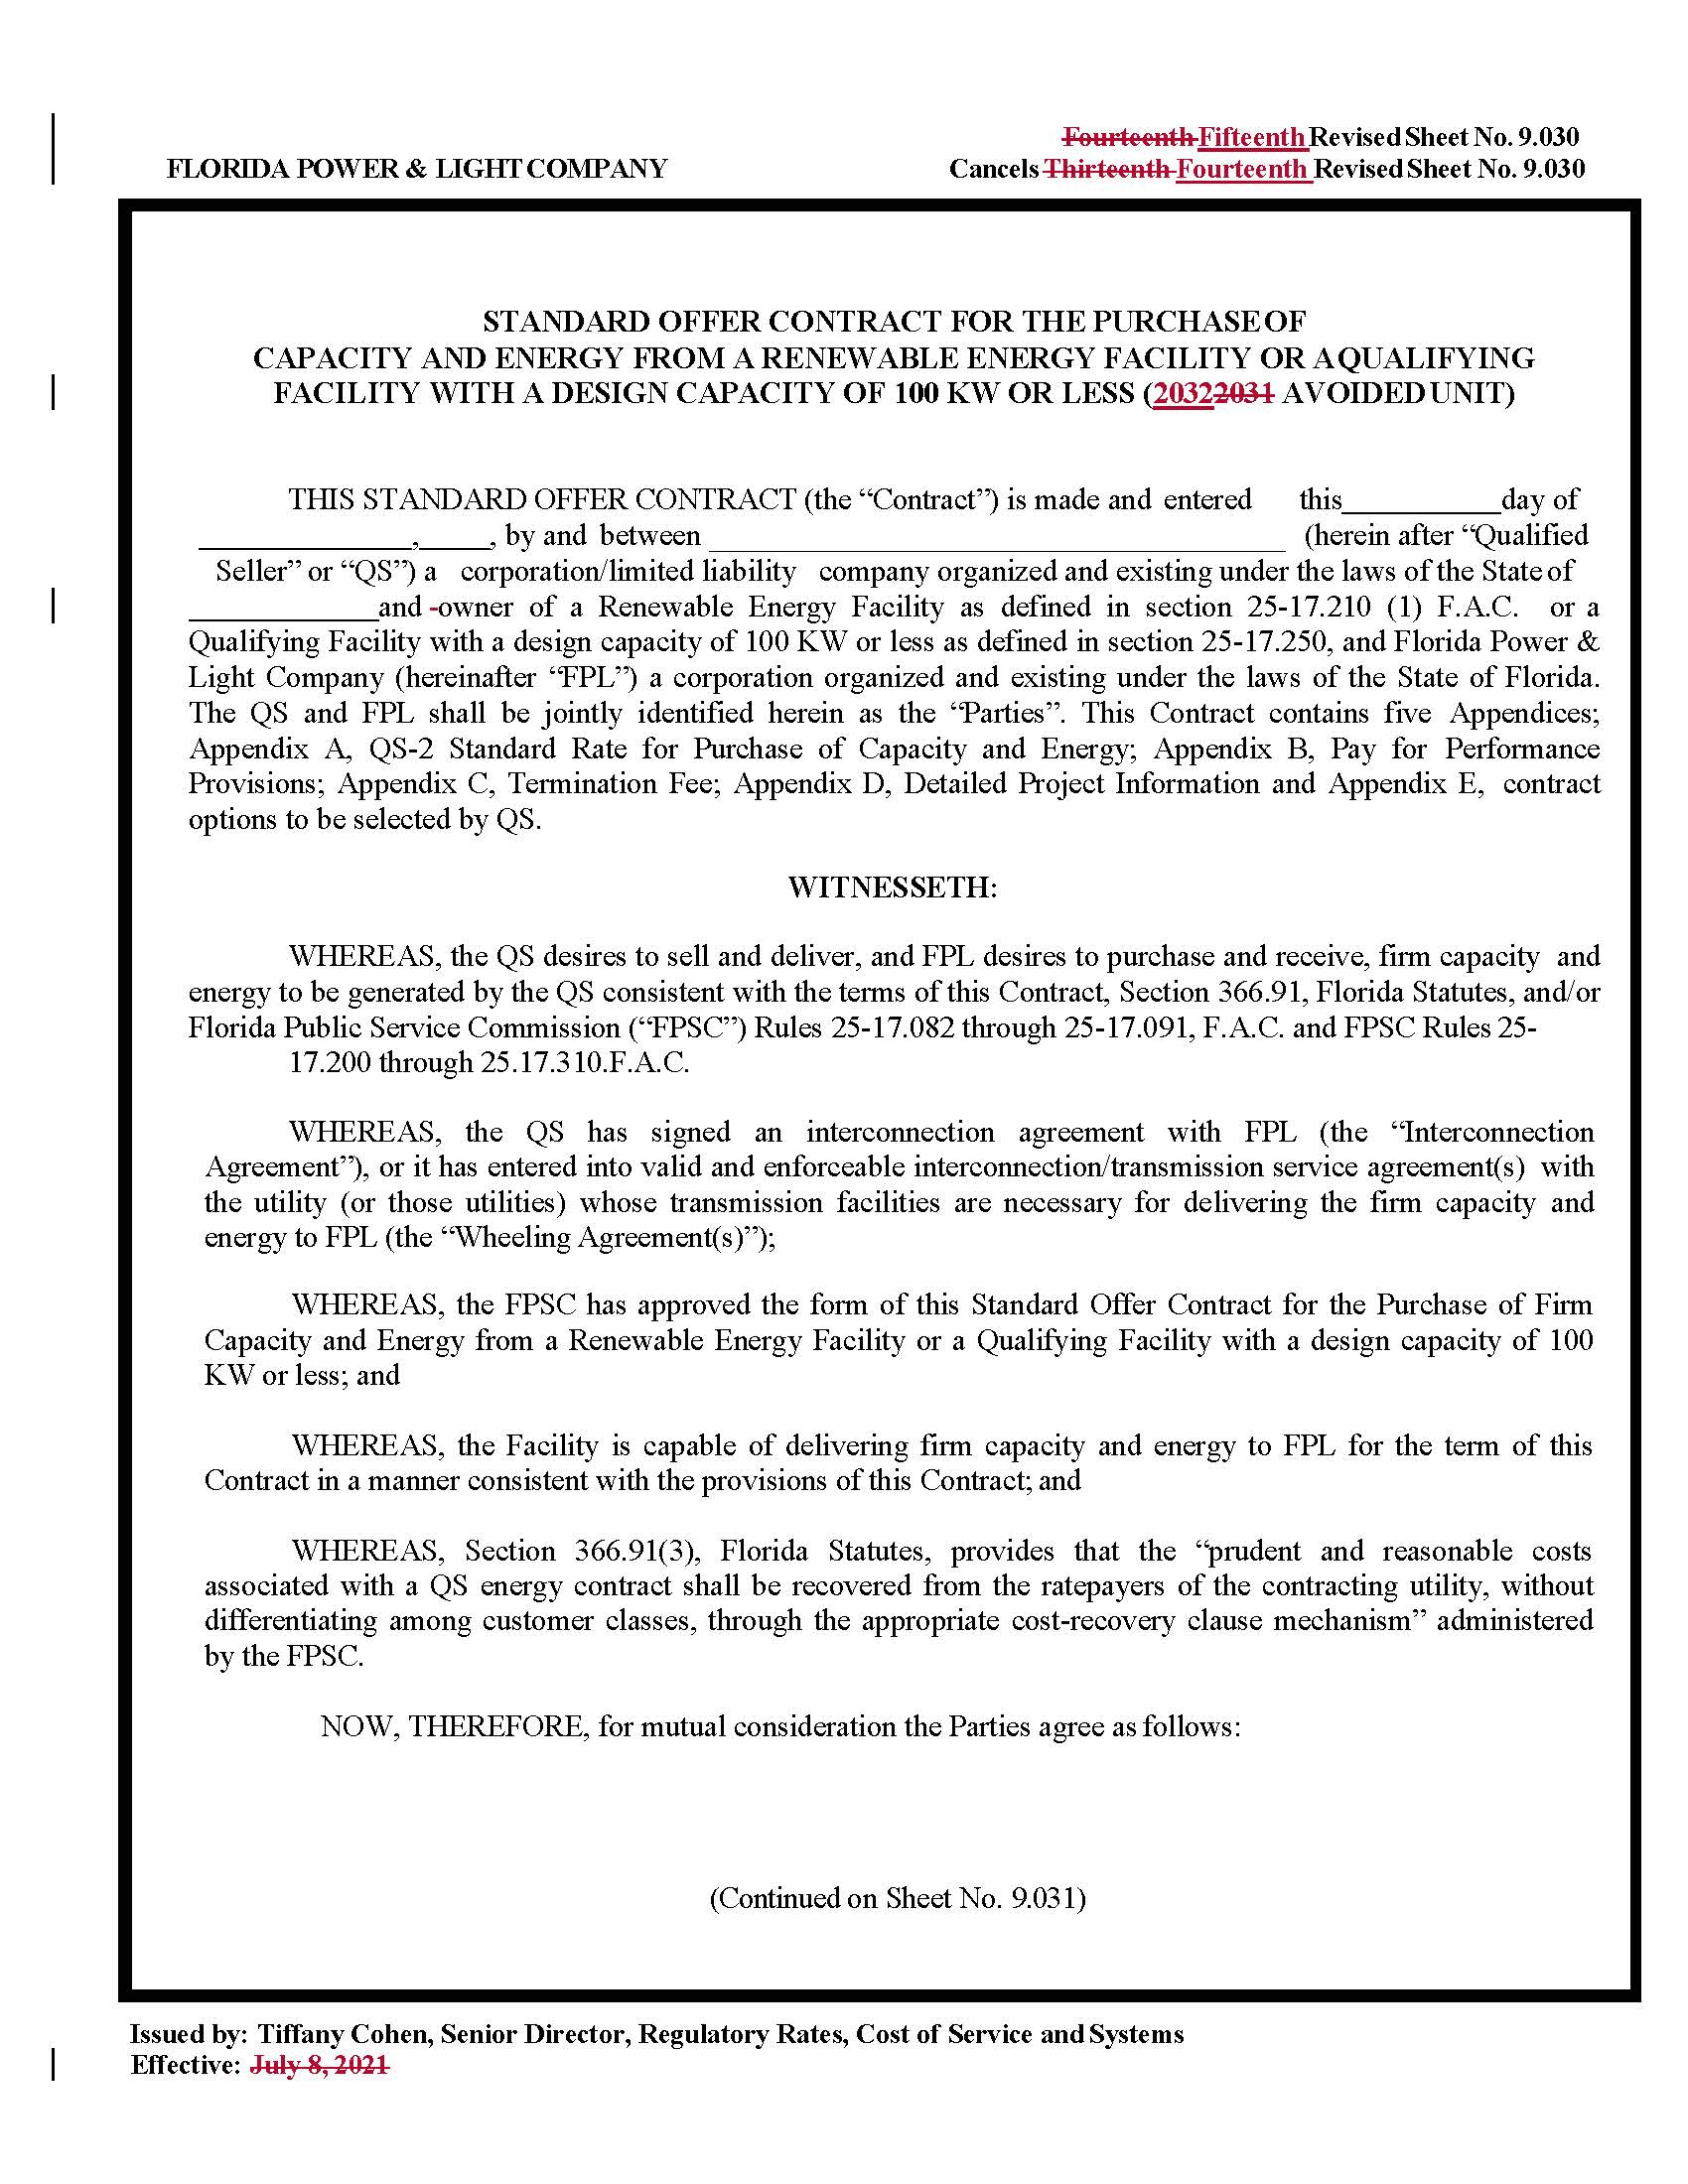 Fourteenth Fifteenth Revised Sheet No. 9.030
FLORIDA POWER & LIGHT COMPANY
Cancels Thirteenth Fourteenth Revised Sheet No. 9.030
STANDARD OFFER CONTRACT FOR THE PURCHASE OF
CAPACITY AND ENERGY FROM A RENEWABLE ENERGY FACILITY OR A QUALIFYING
FACILITY WITH A DESIGN CAPACITY OF 100 KW OR LESS (20322031 AVOIDED UNIT)
THIS STANDARD OFFER CONTRACT (the “Contract”) is made and entered this__________day of
______________,_____, by and between ______________________________________ (herein after “Qualified
Seller” or “QS”) a corporation/limited liability company organized and existing under the laws of the State of
____________and -owner of a Renewable Energy Facility as defined in section 25-17.210 (1) F.A.C. or a
Qualifying Facility with a design capacity of 100 KW or less as defined in section 25-17.250, and Florida Power &
Light Company (hereinafter “FPL”) a corporation organized and existing under the laws of the State of Florida.
The QS and FPL shall be jointly identified herein as the “Parties”. This Contract contains five Appendices;
Appendix A, QS-2 Standard Rate for Purchase of Capacity and Energy; Appendix B, Pay for Performance
Provisions; Appendix C, Termination Fee; Appendix D, Detailed Project Information and Appendix E, contract
options to be selected by QS.
WITNESSETH:
WHEREAS, the QS desires to sell and deliver, and FPL desires to purchase and receive, firm capacity and
energy to be generated by the QS consistent with the terms of this Contract, Section 366.91, Florida Statutes, and/or
Florida Public Service Commission (“FPSC”) Rules 25-17.082 through 25-17.091, F.A.C. and FPSC Rules 25-
17.200 through 25.17.310.F.A.C.
WHEREAS, the QS has signed an interconnection agreement with FPL (the “Interconnection
Agreement”), or it has entered into valid and enforceable interconnection/transmission service agreement(s) with
the utility (or those utilities) whose transmission facilities are necessary for delivering the firm capacity and
energy to FPL (the “Wheeling Agreement(s)”);
WHEREAS, the FPSC has approved the form of this Standard Offer Contract for the Purchase of Firm
Capacity and Energy from a Renewable Energy Facility or a Qualifying Facility with a design capacity of 100
KW or less; and
WHEREAS, the Facility is capable of delivering firm capacity and energy to FPL for the term of this
Contract in a manner consistent with the provisions of this Contract; and
WHEREAS, Section 366.91(3), Florida Statutes, provides that the “prudent and reasonable costs
associated with a QS energy contract shall be recovered from the ratepayers of the contracting utility, without
differentiating among customer classes, through the appropriate cost-recovery clause mechanism” administered
by the FPSC.
NOW, THEREFORE, for mutual consideration the Parties agree as follows:
(Continued on Sheet No. 9.031)
Issued by: Tiffany Cohen, Senior Director, Regulatory Rates, Cost of Service and Systems
Effective: July 8, 2021